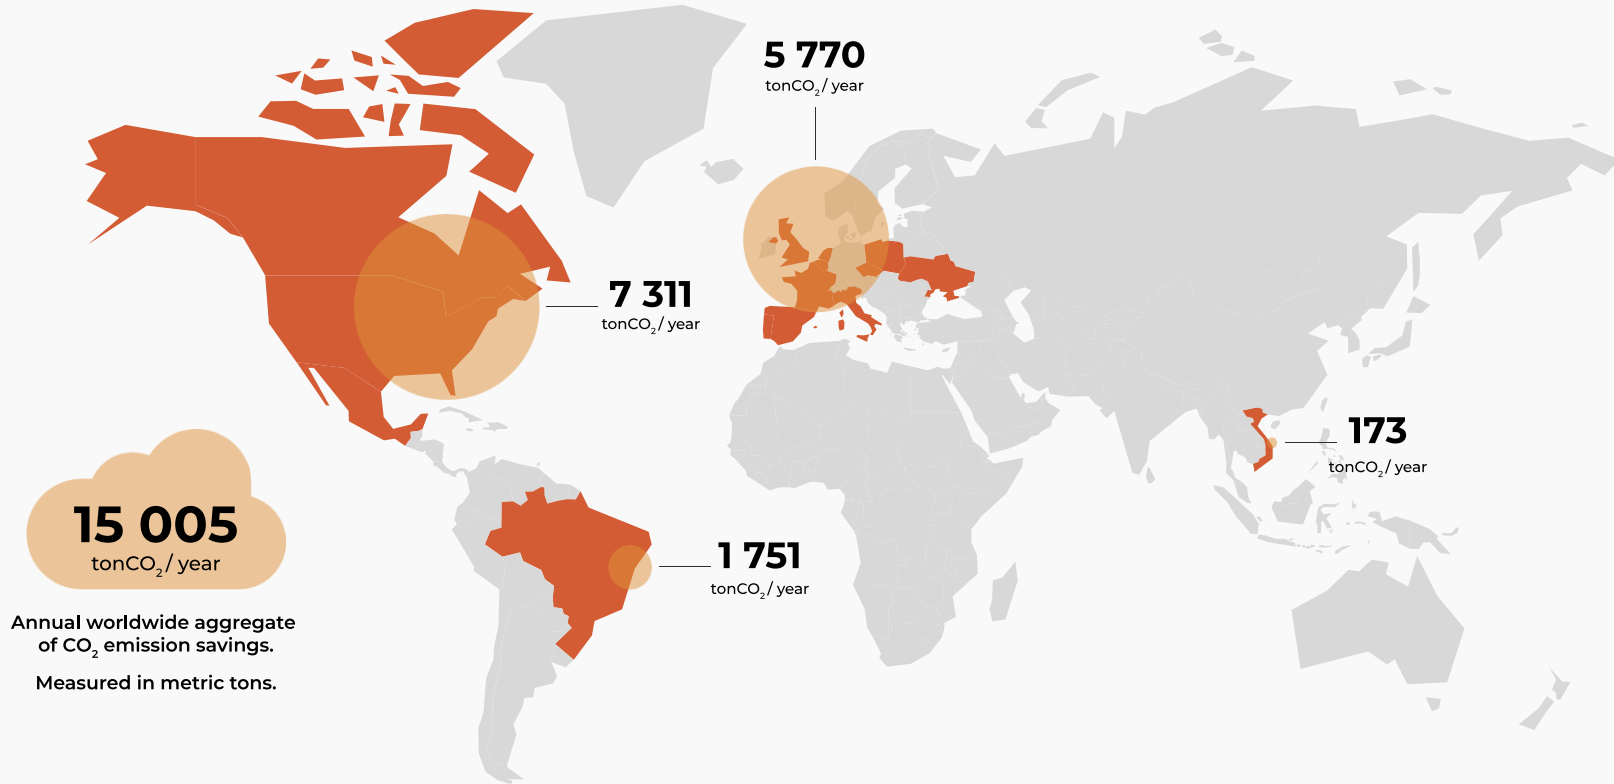 5 770
tonCO₂/ year
7 311
tonCO₂/ year
173
tonCO₂/ year
15 005
tonCO₂/ year
1 751
tonCO₂/ year
Annual worldwide aggregate
of CO₂ emission savings.
Measured in metric tons.